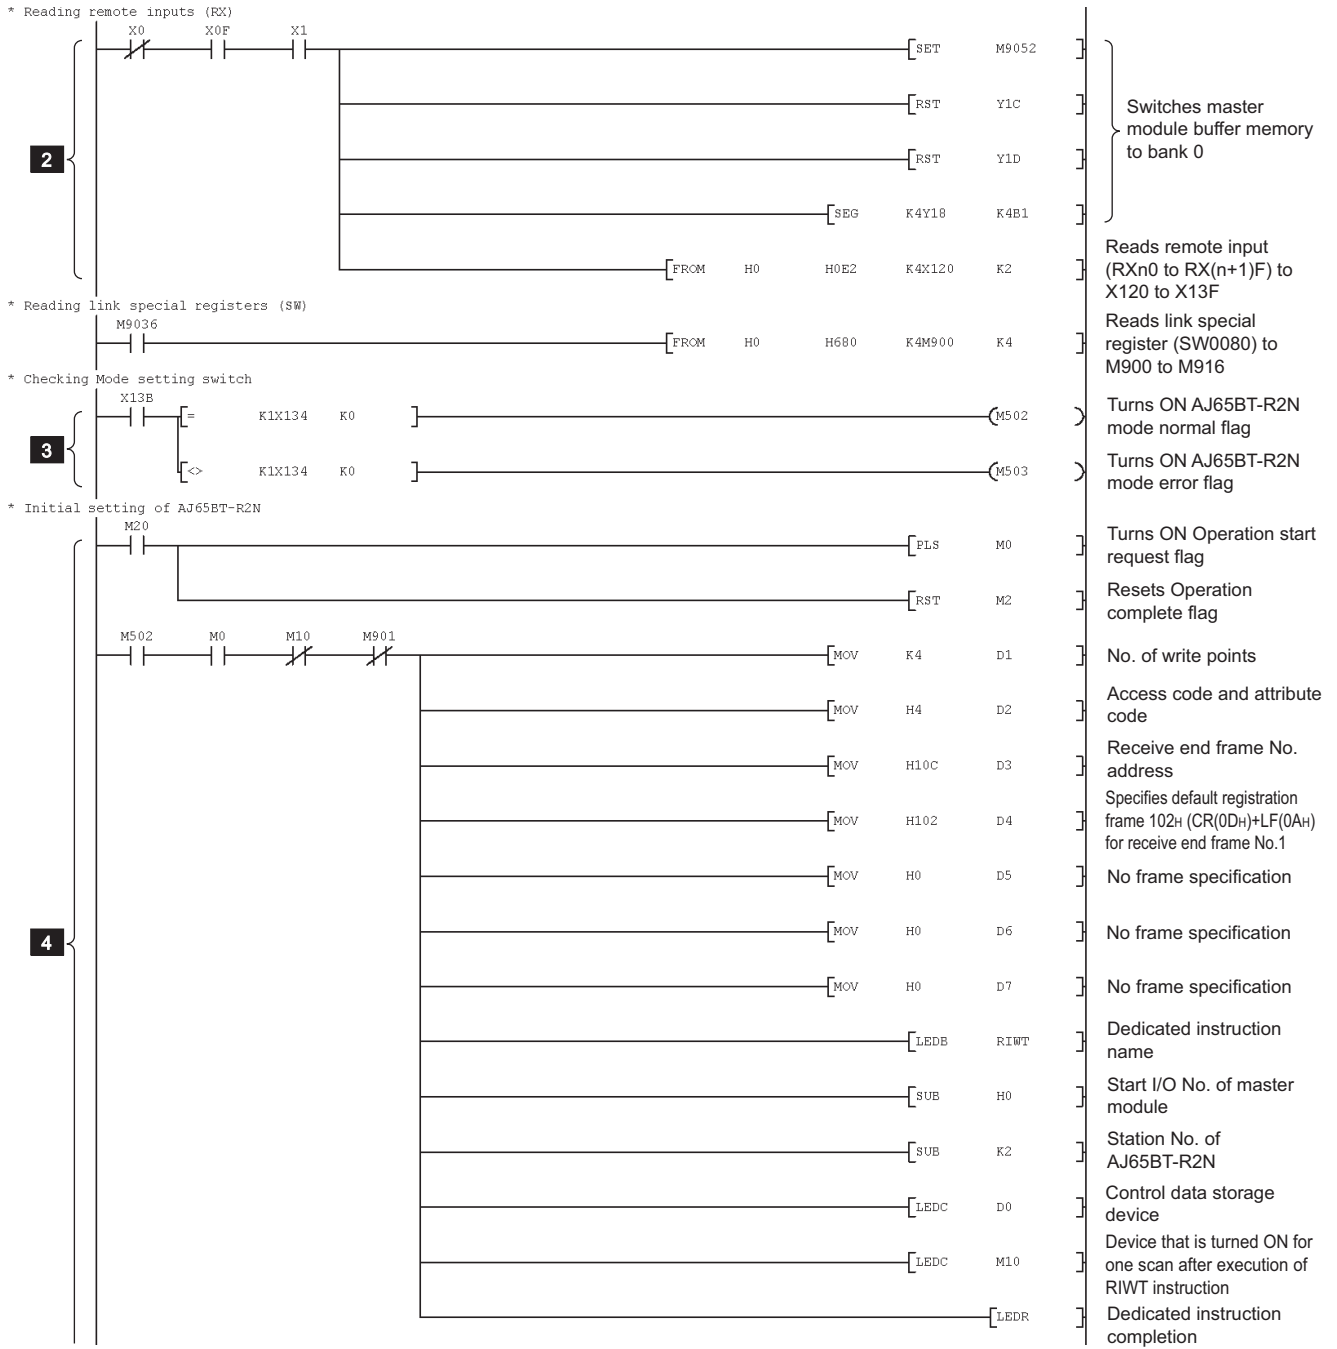 * Reading remote inputs (RX)
X0 X0F X1
SET M9052
RST Y1C
Switches master
module buffer memory
to bank 0
2
RST Y1D
SEG K4Y18 K4B1
FROM H0 H0E2 K4X120 K2
Reads remote input
(RXn0 to RX(n+1)F) to
X120 to X13F
* Reading link special registers (SW)
M9036
FROM H0 H680 K4M900 K4
Reads link special
register (SW0080) to
M900 to M916
* Checking Mode setting switch
X13B
= K1X134 K0
M502
Turns ON AJ65BT-R2N
mode normal flag
3
<> K1X134 K0
M503
Turns ON AJ65BT-R2N
mode error flag
* Initial setting of AJ65BT-R2N
M20
PLS M0
Turns ON Operation start
request flag
RST M2
Resets Operation
complete flag
M502 M0 M10 M901
MOV K4 D1
No. of write points
MOV H4 D2
Access code and attribute
code
MOV H10C D3
Receive end frame No.
address
MOV H102 D4
Specifies default registration
frame 102H (CR(0DH)+LF(0AH)
for receive end frame No.1
MOV H0 D5
No frame specification
4
MOV H0 D6
No frame specification
MOV H0 D7
No frame specification
LEDB RIWT
Dedicated instruction
name
SUB H0
Start I/O No. of master
module
SUB K2
Station No. of
AJ65BT-R2N
LEDC D0
Control data storage
device
LEDC M10
Device that is turned ON for
one scan after execution of
RIWT instruction
LEDR
Dedicated instruction
completion